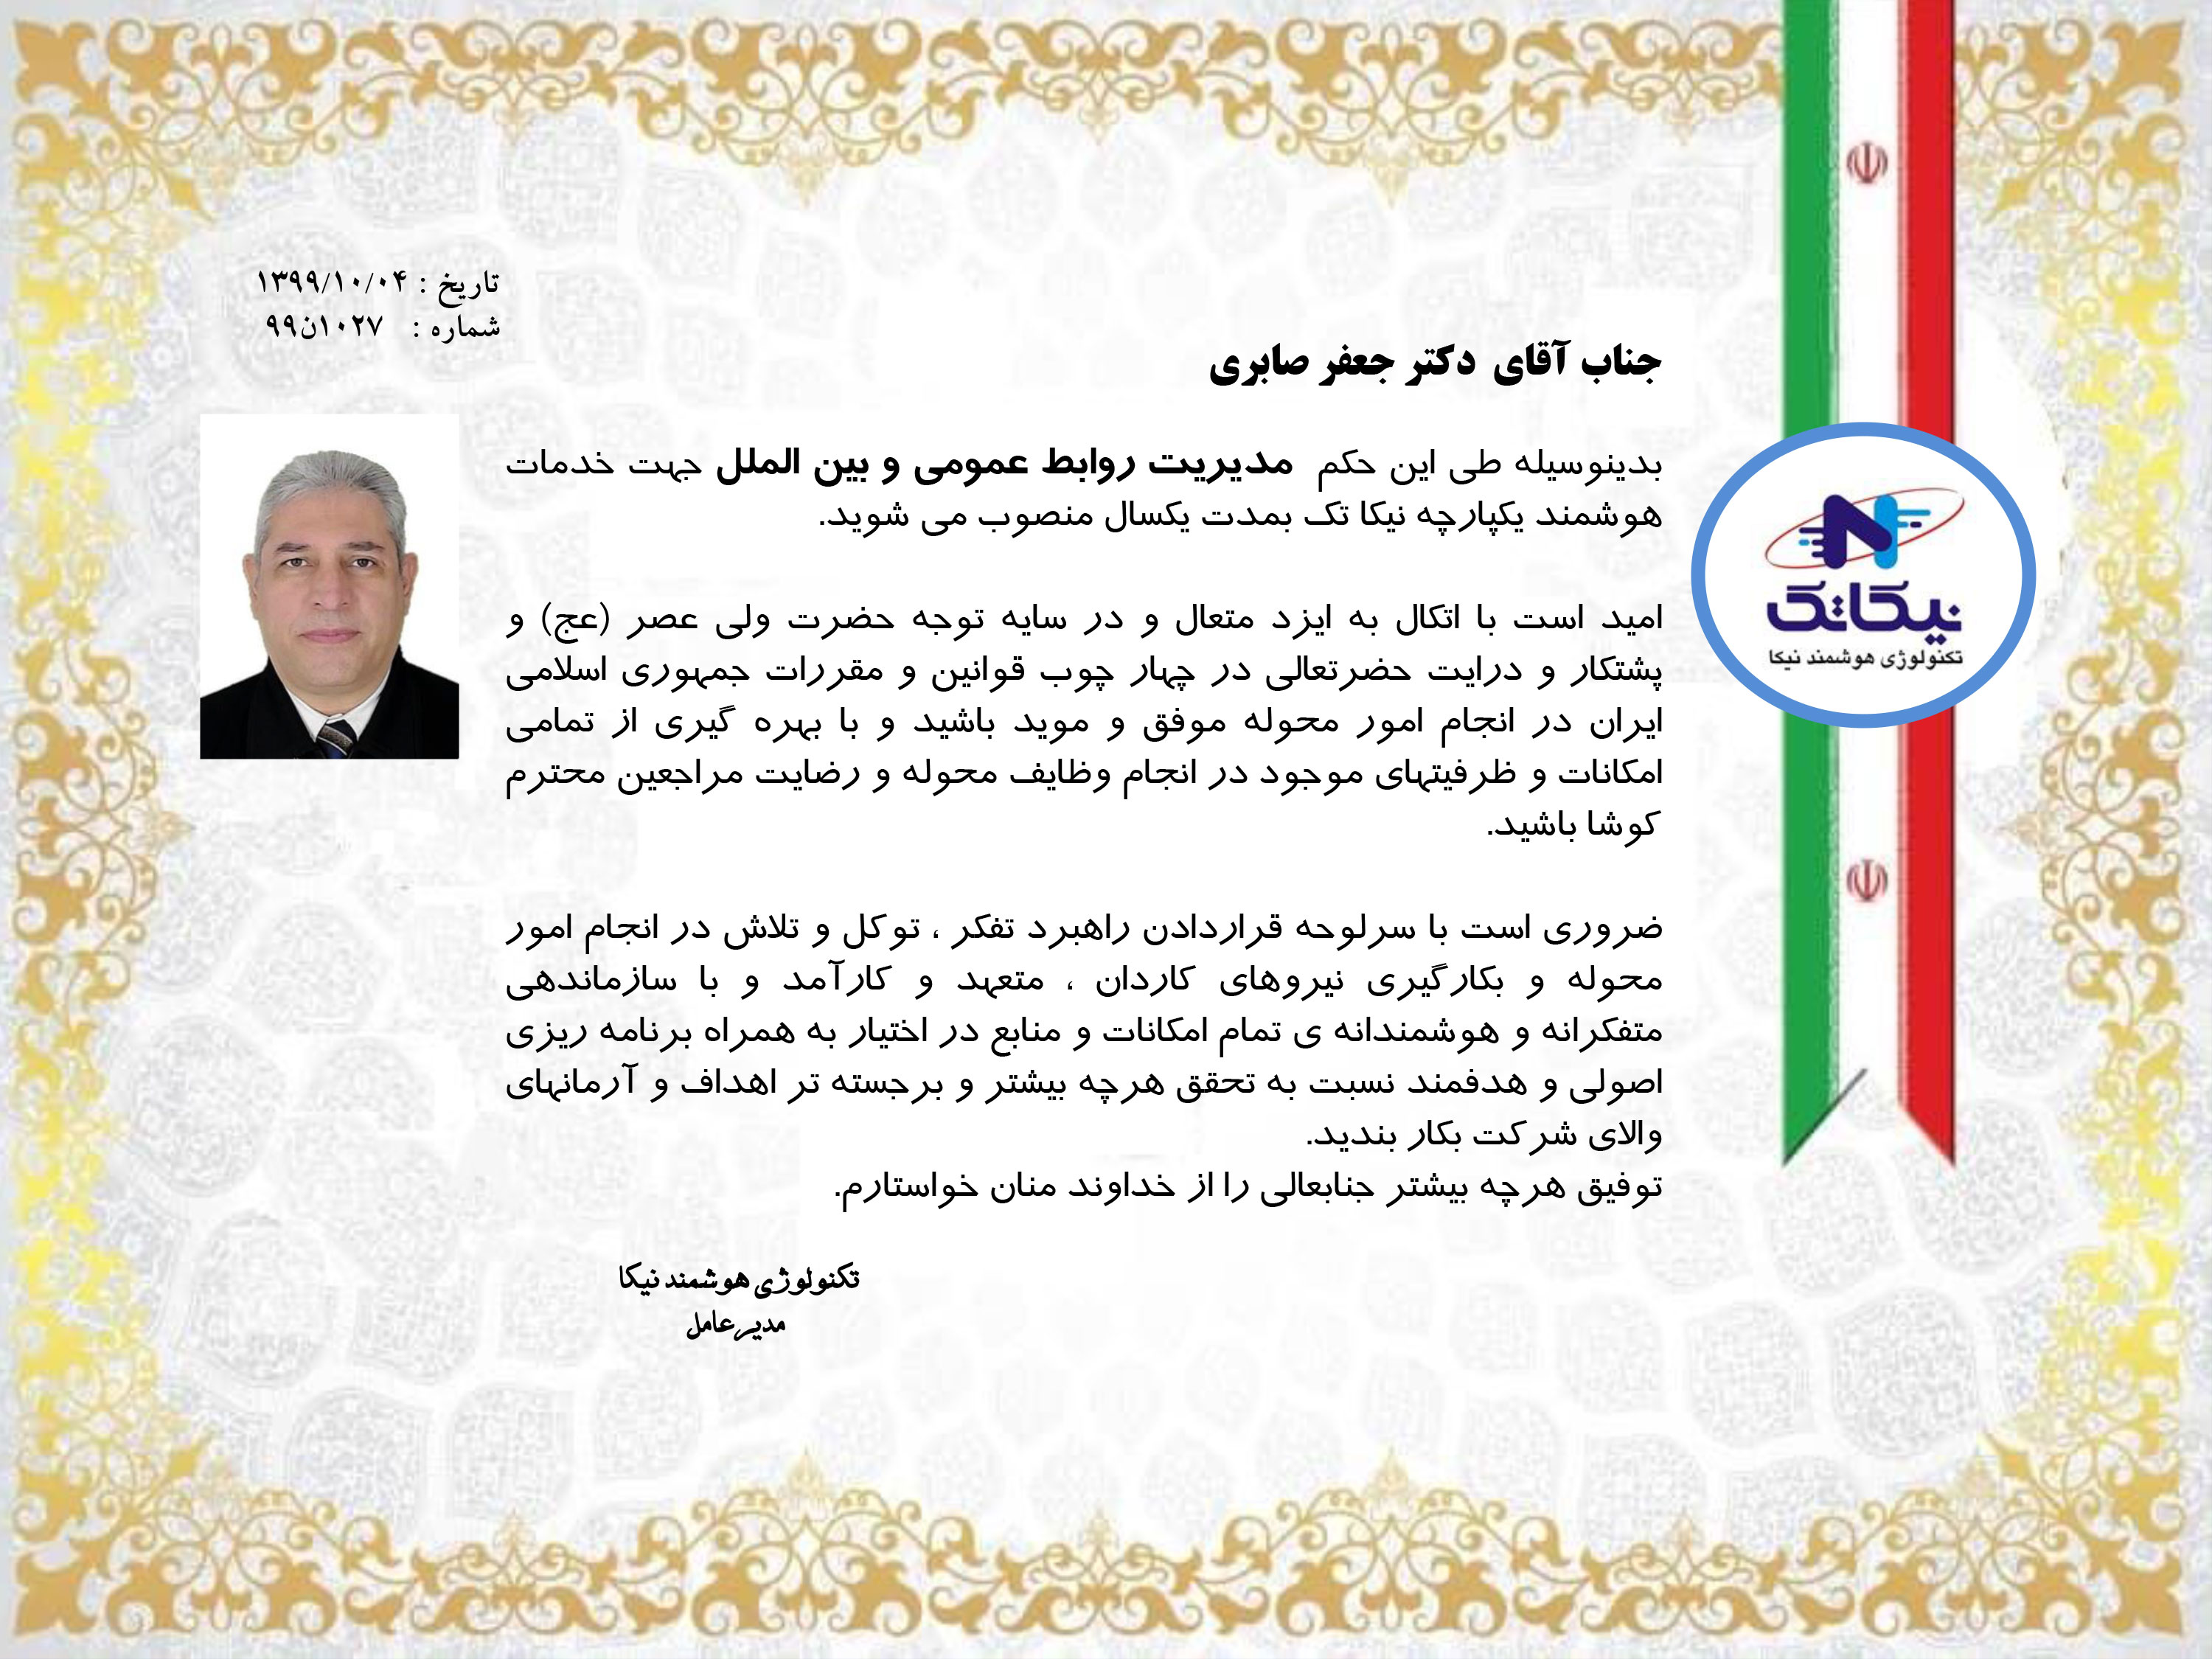 تاریخ : ۱۳۹۹/۱۰/۰۴
شماره : ۱۰۲۷ن۹۹
جناب آقای دکتر جعفر صابری
بدینوسیله طی این حکم مدیریت روابط عمومی و بین الملل جهت خدمات
هوشمند یکپارچه نیکا تک بمدت یکسال منصوب می شوید.
امید است با اتکال به ایزد متعال و در سایه توجه حضرت ولی عصر (عج) و
پشتکار و درایت حضرتعالی در چهار چوب قوانین و مقررات جمهوری اسلامی
ایران در انجام امور محوله موفق و موید باشید و با بهره گیری از تمامی
امکانات و ظرفیتهای موجود در انجام وظایف محوله و رضایت مراجعین محترم
کوشا باشید.
ضروری است با سرلوحه قراردادن راهبرد تفکر ، توکل و تلاش در انجام امور
محوله و بکارگیری نیروهای کاردان ، متعهد و کارآمد و با سازماندهی
متفکرانه و هوشمندانه ی تمام امکانات و منابع در اختیار به همراه برنامه ریزی
اصولی و هدفمند نسبت به تحقق هرچه بیشتر و برجسته تر اهداف و آرمانهای
والای شرکت بکار بندید.
توفیق هرچه بیشتر جنابعالی را از خداوند منان خواستارم.
تکنولوژی هوشمند نیکا
مدیرعامل
نیکاتک
تکنولوژی هوشمند نیکا